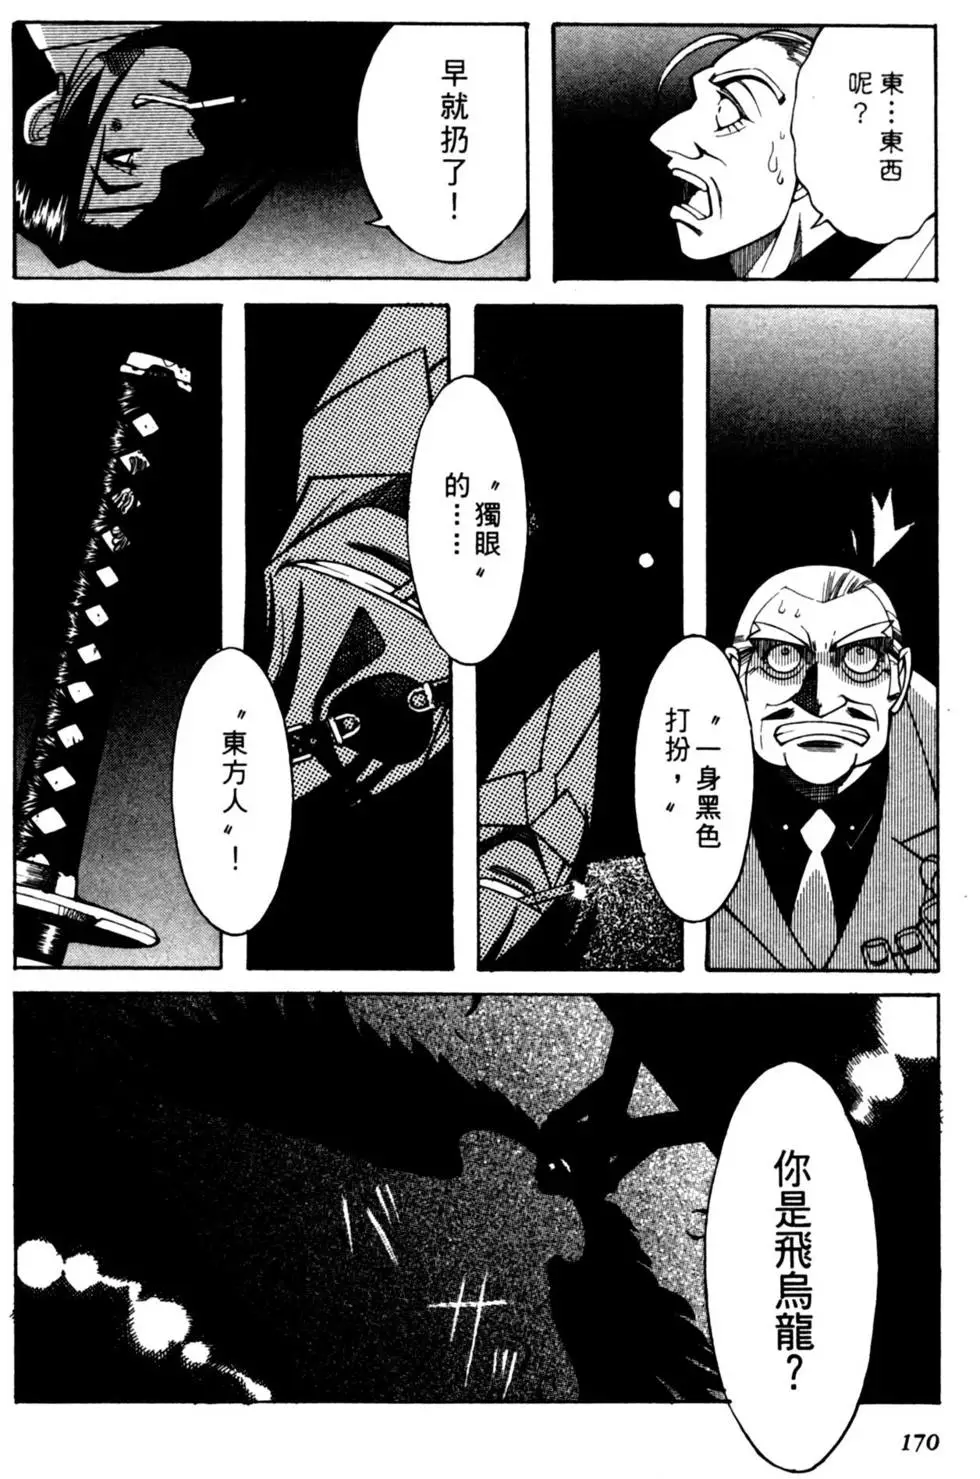 東…東西
呢？
早就扔了！
〝一身黑色
打扮，〞
〝獨眼〞
的……
〝東方人〞！
你是飛鳥龍？
170